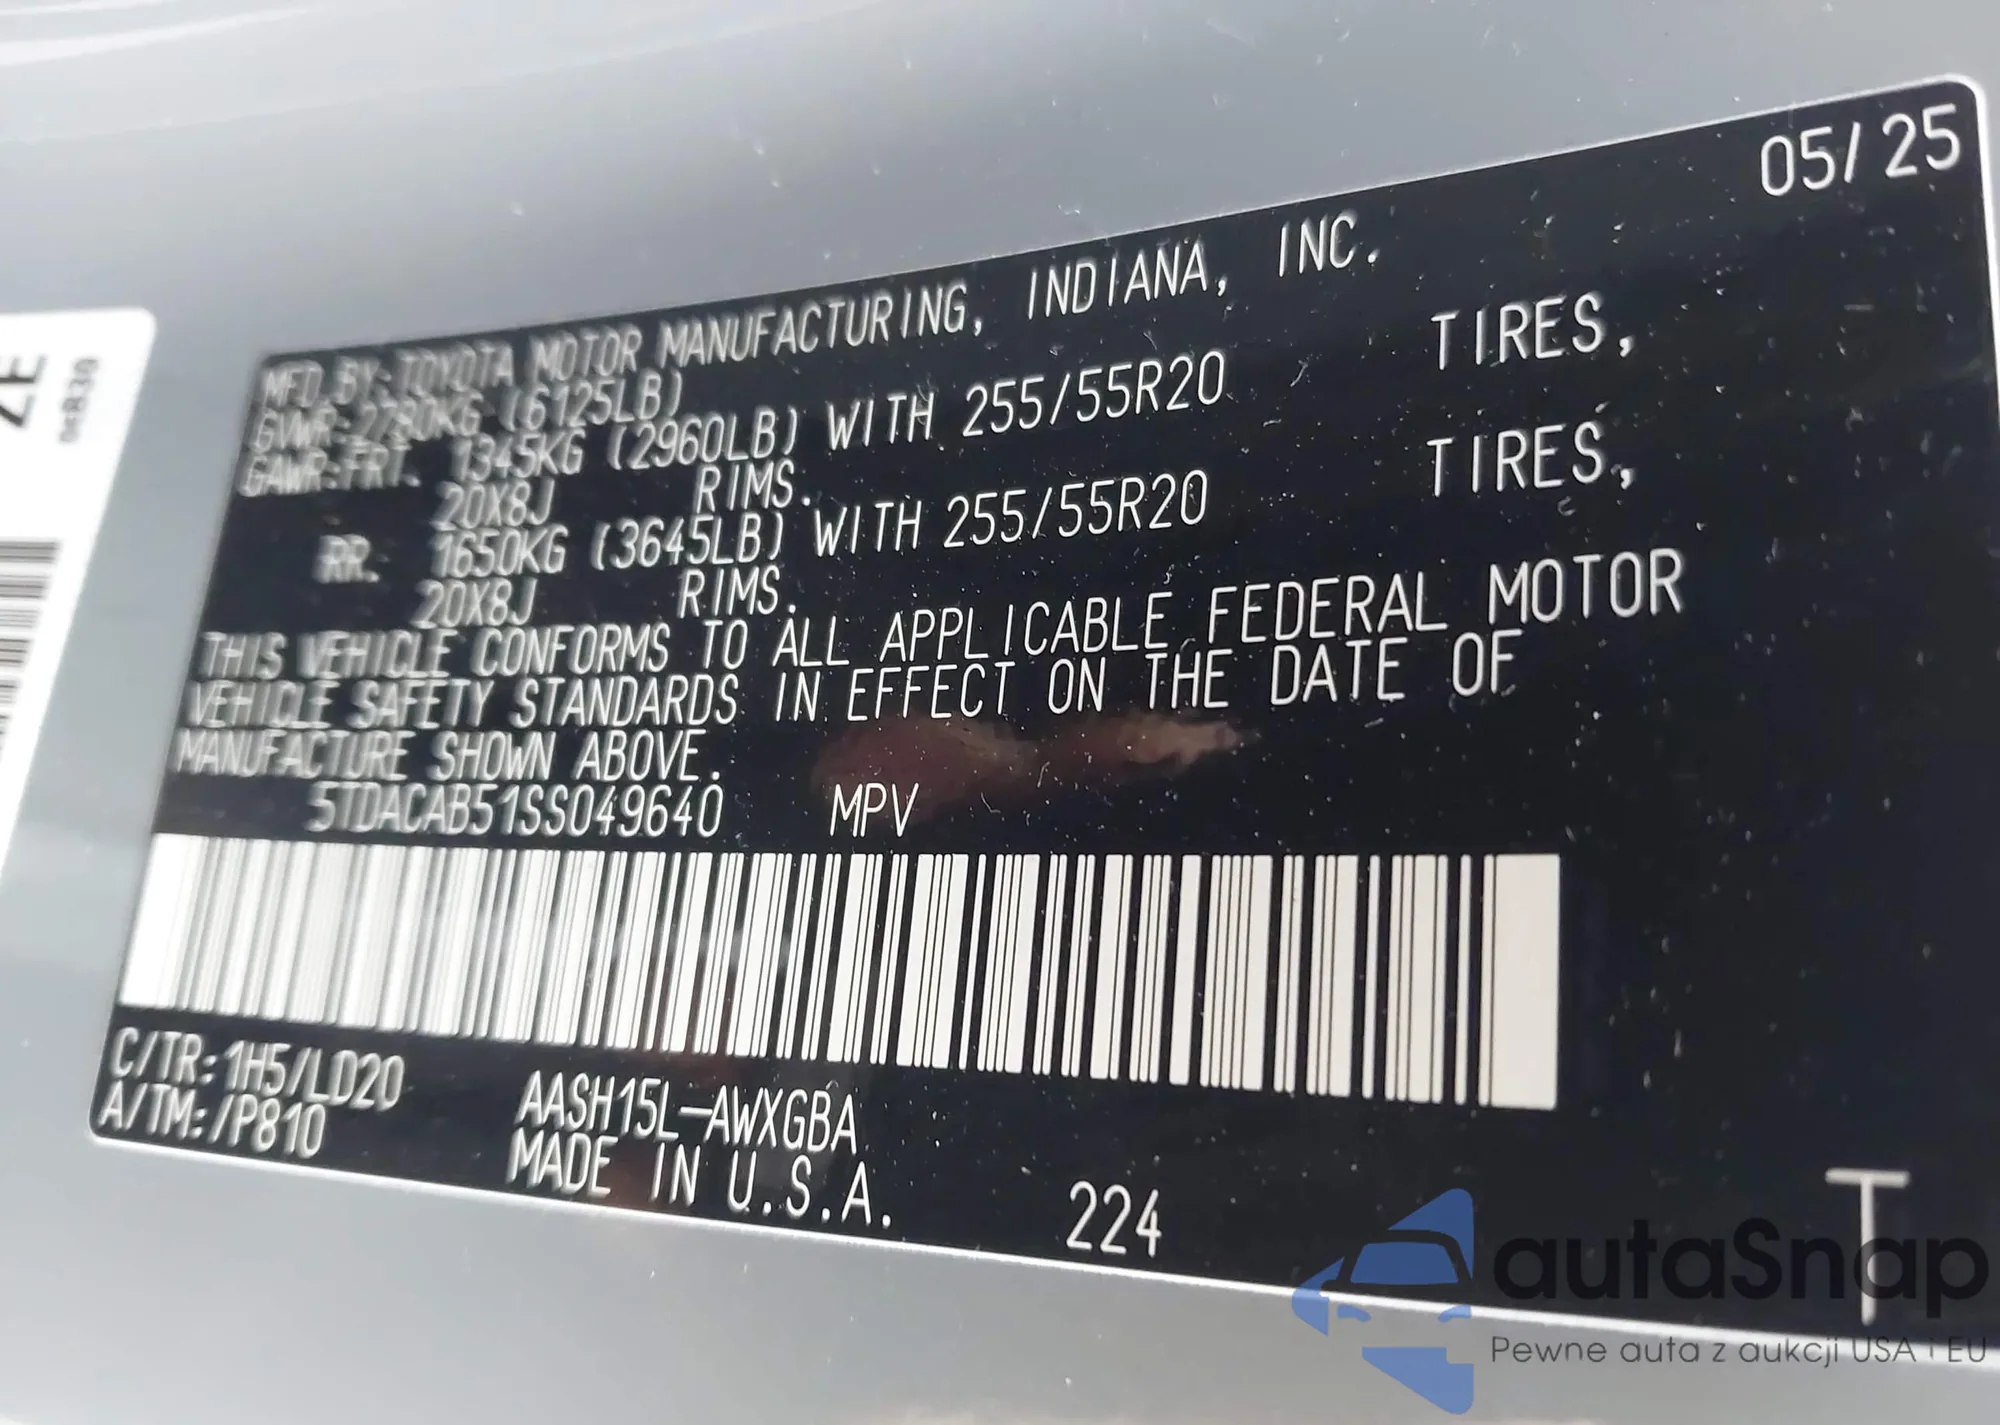 05/25
MFD.BY:TOYOTA MOTOR MANUFACTURING, INDIANA, INC.
GVWR:2780KG (6125LB)
GAWR:FRT. 1345KG (2960LB) WITH 255/55R20 TIRES,
20X8J RIMS.
RR. 1650KG (3645LB) WITH 255/55R20 TIRES,
20X8J RIMS.
THIS VEHICLE CONFORMS TO ALL APPLICABLE FEDERAL MOTOR
VEHICLE SAFETY STANDARDS IN EFFECT ON THE DATE OF
MANUFACTURE SHOWN ABOVE.
5TDACAB51SS049640 MPV
C/TR:1H5/LD20
A/TM:/P810
AASH15L-AWXGBA
MADE IN U.S.A.
224
T
autaSnap
Pewne auta z aukcji USA i EU